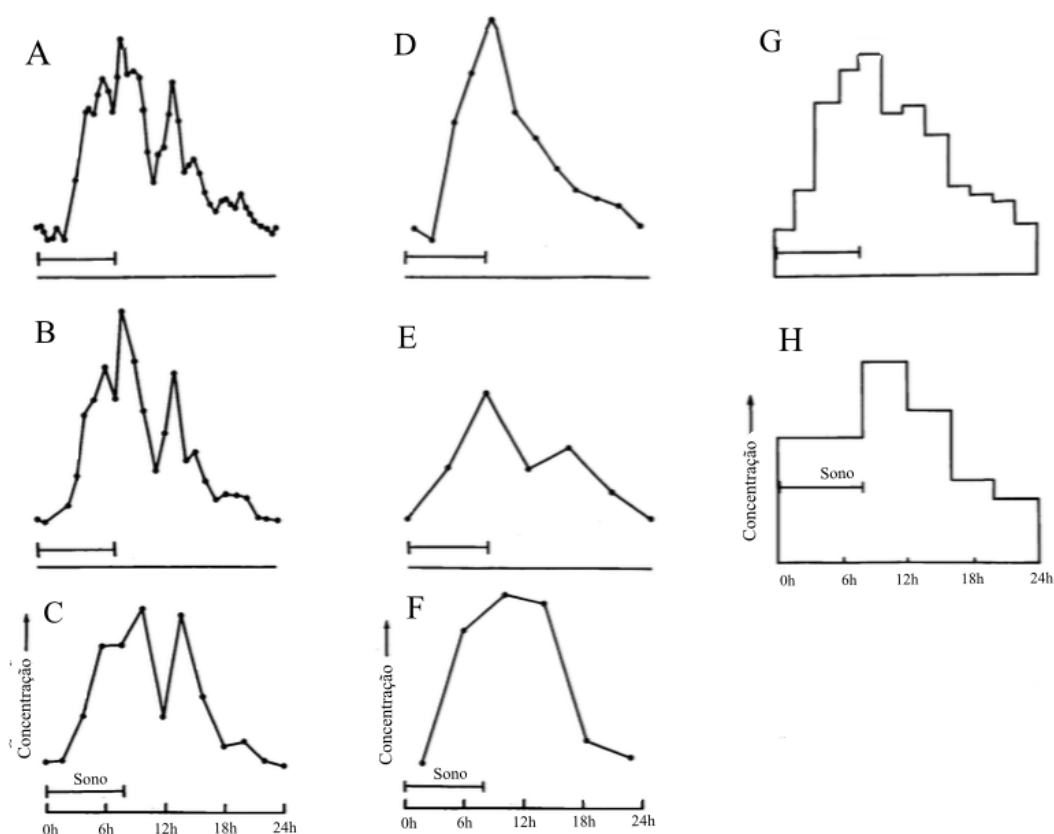 A
D
G
B
E
H
Concentração
Sono
0h
6h
12h
18h
24h
C
Concentração
Sono
0h
6h
12h
18h
24h
F
Concentração
Sono
0h
6h
12h
18h
24h